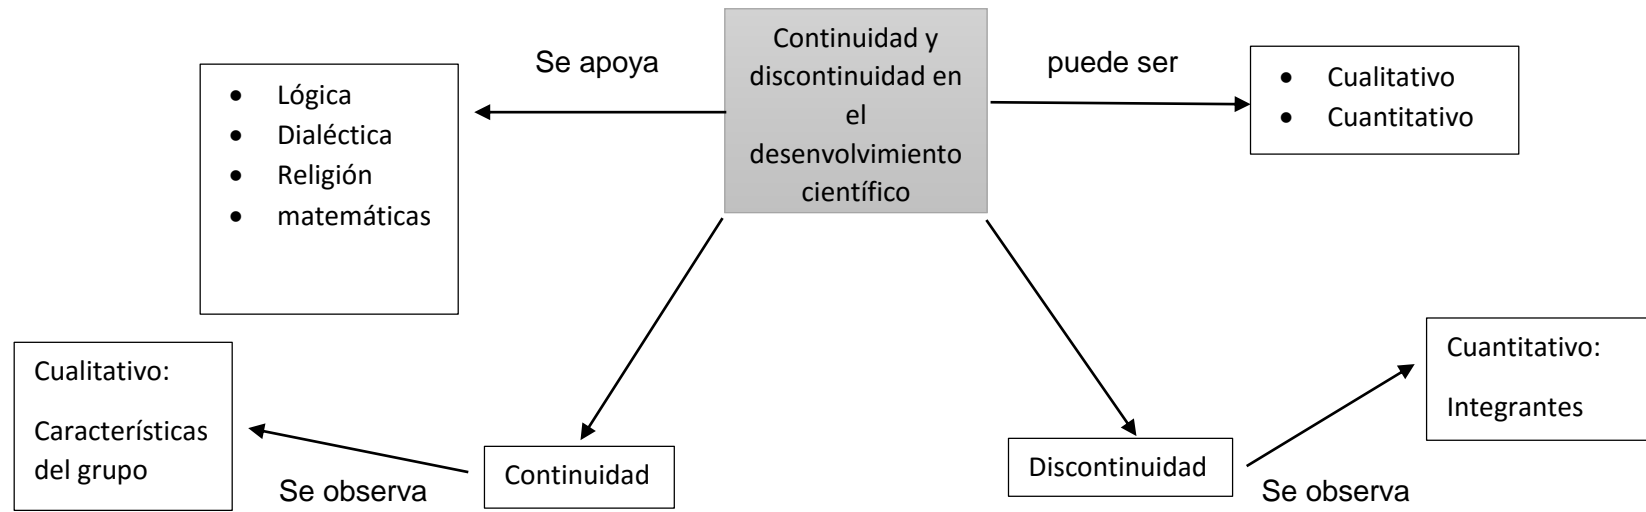 Continuidad y
discontinuidad en
el
desenvolvimiento
científico
Se apoya
• Lógica
• Dialéctica
• Religión
• matemáticas
puede ser
• Cualitativo
• Cuantitativo
Continuidad
Se observa
Cualitativo:
Características
del grupo
Discontinuidad
Se observa
Cuantitativo:
Integrantes